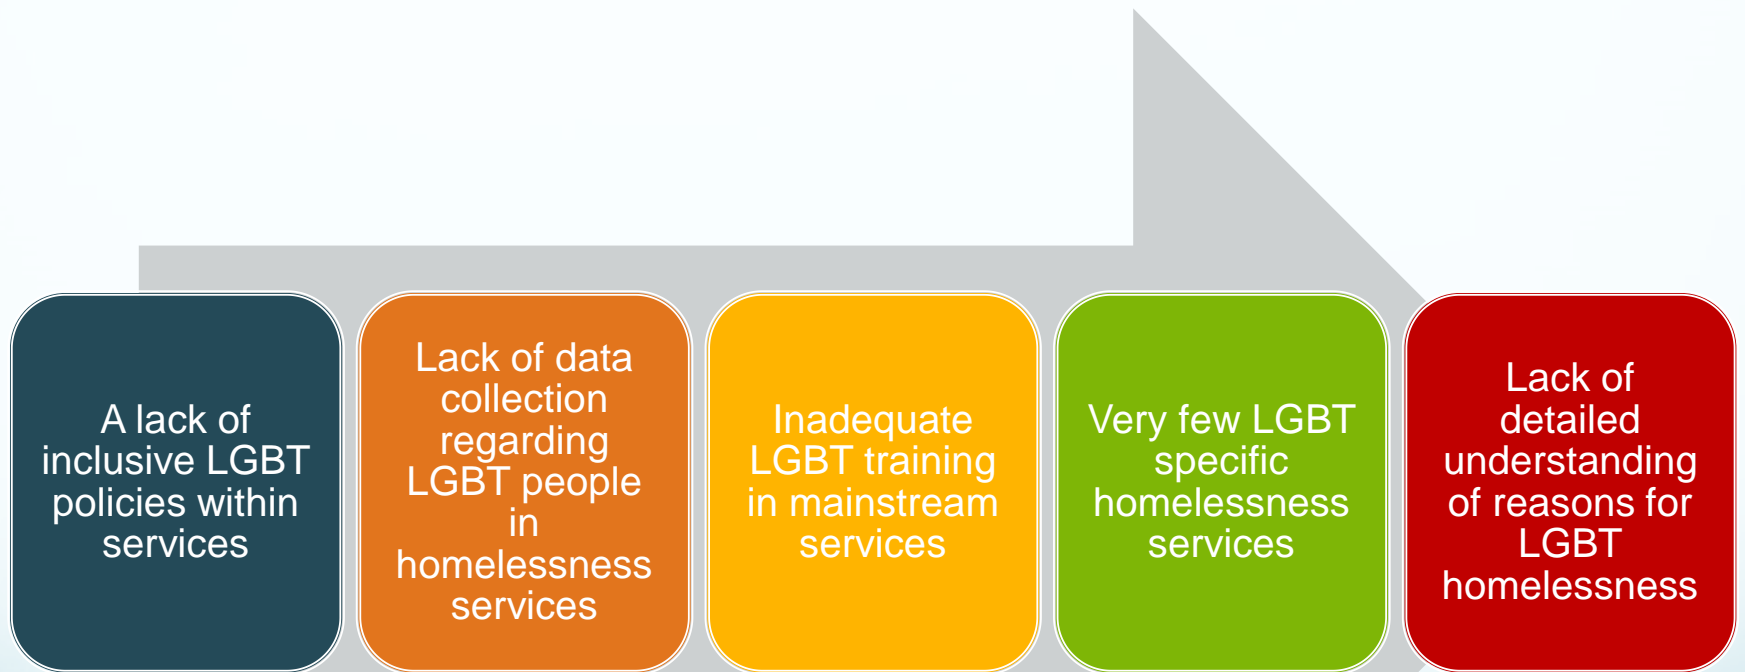 A lack of
inclusive LGBT
policies within
services
Lack of data
collection
regarding
LGBT people
in
homelessness
services
Inadequate
LGBT training
in mainstream
services
Very few LGBT
specific
homelessness
services
Lack of
detailed
understanding
of reasons for
LGBT
homelessness